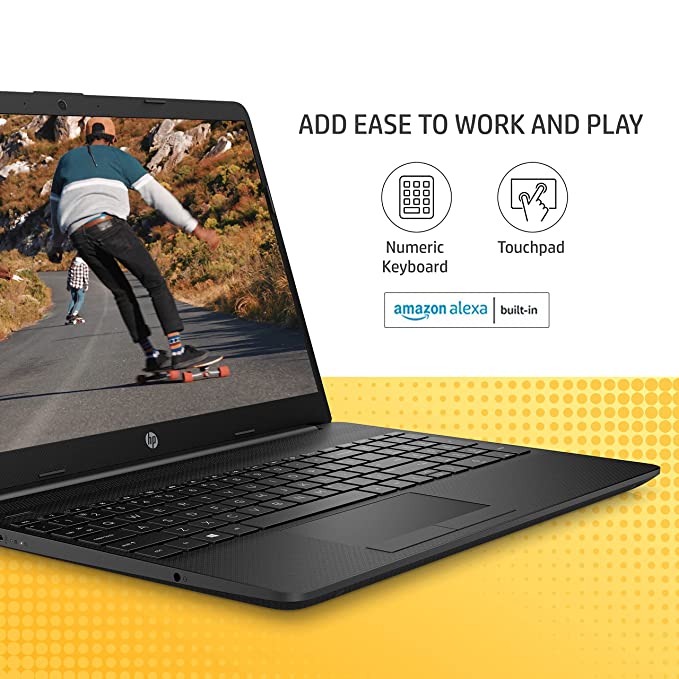 ADD EASE TO WORK AND PLAY
Numeric
Keyboard
Touchpad
amazon alexa | built-in
hp